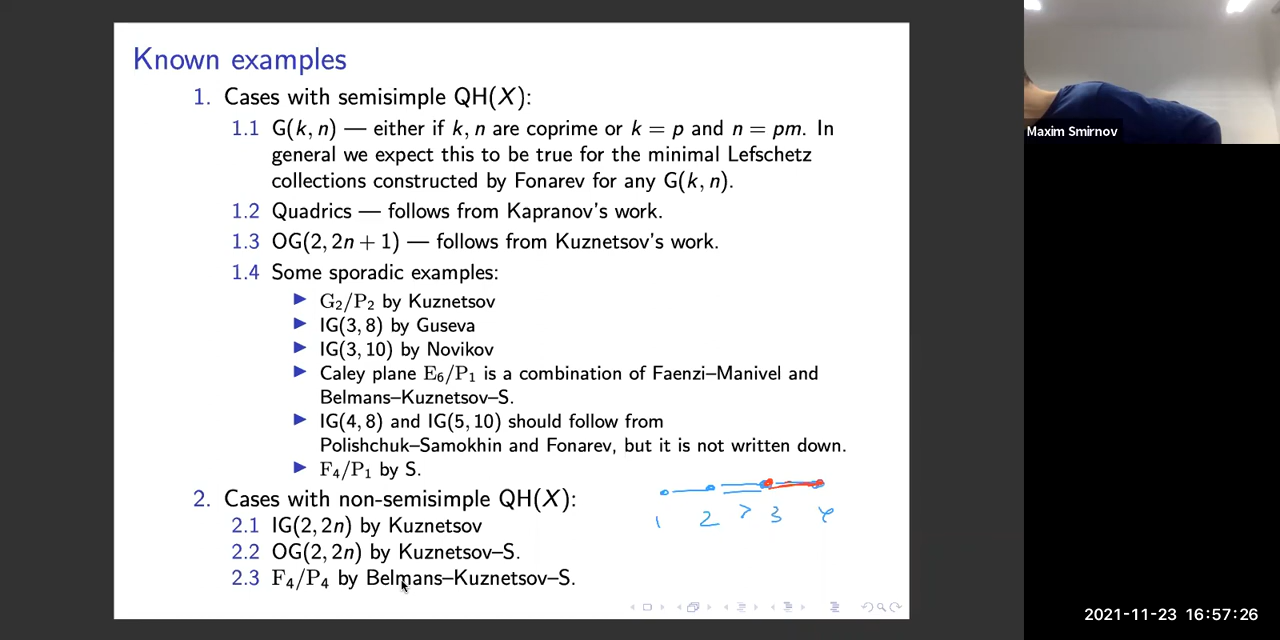 Known examples
1. Cases with semisimple QH(X):
1.1 G(k, n) — either if k, n are coprime or k = p and n = pm. In
general we expect this to be true for the minimal Lefschetz
collections constructed by Fonarev for any G(k, n).
1.2 Quadrics — follows from Kapranov's work.
1.3 OG(2, 2n + 1) — follows from Kuznetsov's work.
1.4 Some sporadic examples:
▶ G₂/P₂ by Kuznetsov
▶ IG(3, 8) by Guseva
▶ IG(3, 10) by Novikov
▶ Caley plane E₆/P₁ is a combination of Faenzi–Manivel and
Belmans–Kuznetsov–S.
▶ IG(4, 8) and IG(5, 10) should follow from
Polishchuk–Samokhin and Fonarev, but it is not written down.
▶ F₄/P₁ by S.
2. Cases with non-semisimple QH(X):
2.1 IG(2, 2n) by Kuznetsov
2.2 OG(2, 2n) by Kuznetsov–S.
2.3 F₄/P₄ by Belmans–Kuznetsov–S.
1 2 > 3 4
Maxim Smirnov
2021-11-23 16:57:26